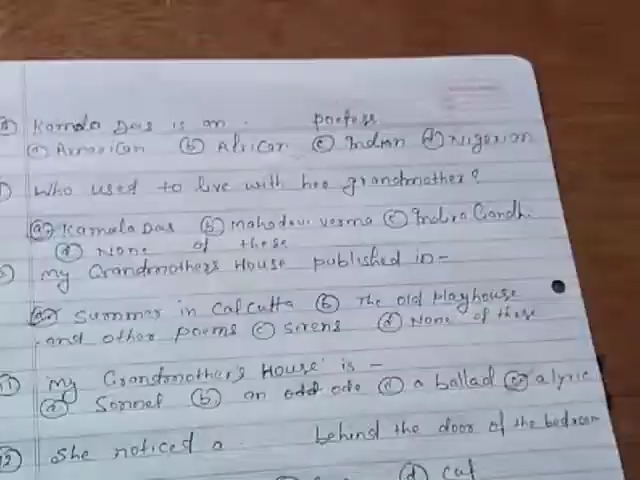 Kamala Das is an . poetess
(a) American (b) African (c) Indian (d) Nigerian
Who used to live with her grandmother?
(a) Kamala Das (b) mahadevi verma (c) Indira Gandhi
(d) None of these
my Grandmother's House published in-
(a) Summer in Calcutta (b) The old playhouse
and other poems (c) Sirens (d) None of these
11 my Grandmother's House is -
(a) Sonnet (b) an ode (d) a ballad (c) a lyric
12 she noticed a . behind the door of the bedroom
(d) cat